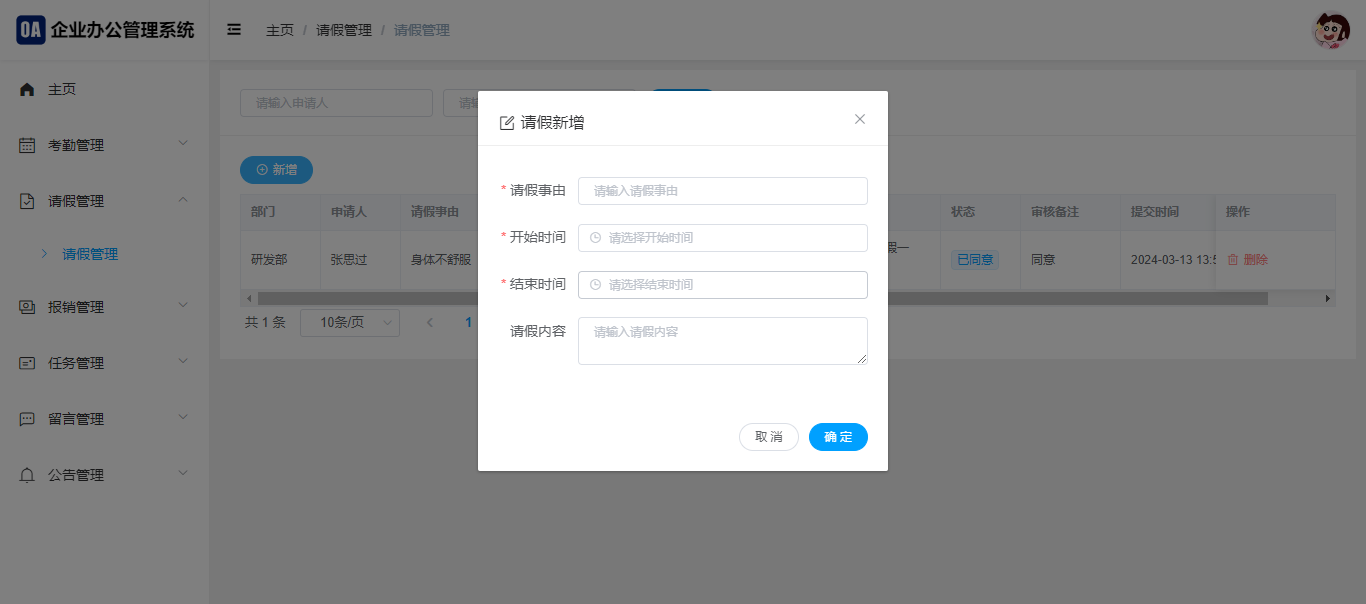 OA 企业办公管理系统
主页 / 请假管理 / 请假管理
主页
考勤管理
请假管理
请假管理
报销管理
任务管理
留言管理
公告管理
请输入申请人
请输
新增
部门 申请人 请假事由 状态 审核备注 提交时间 操作
研发部 张思过 身体不舒服 假一 已同意 同意 2024-03-13 13:5 删除
共 1 条 10条/页 1
请假新增
* 请假事由 请输入请假事由
* 开始时间 请选择开始时间
* 结束时间 请选择结束时间
请假内容 请输入请假内容
取 消 确 定